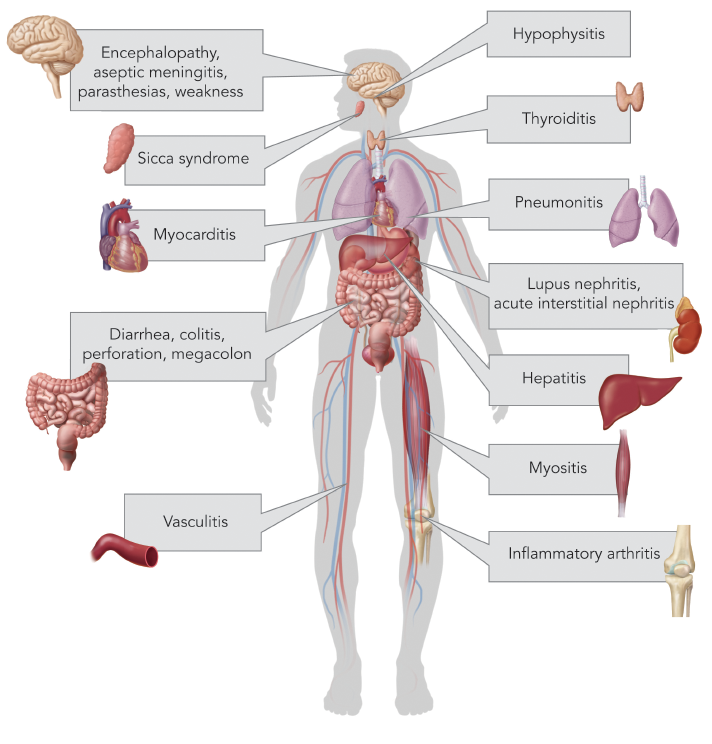 Encephalopathy,
aseptic meningitis,
parasthesias, weakness
Sicca syndrome
Myocarditis
Diarrhea, colitis,
perforation, megacolon
Vasculitis
Hypophysitis
Thyroiditis
Pneumonitis
Lupus nephritis,
acute interstitial nephritis
Hepatitis
Myositis
Inflammatory arthritis